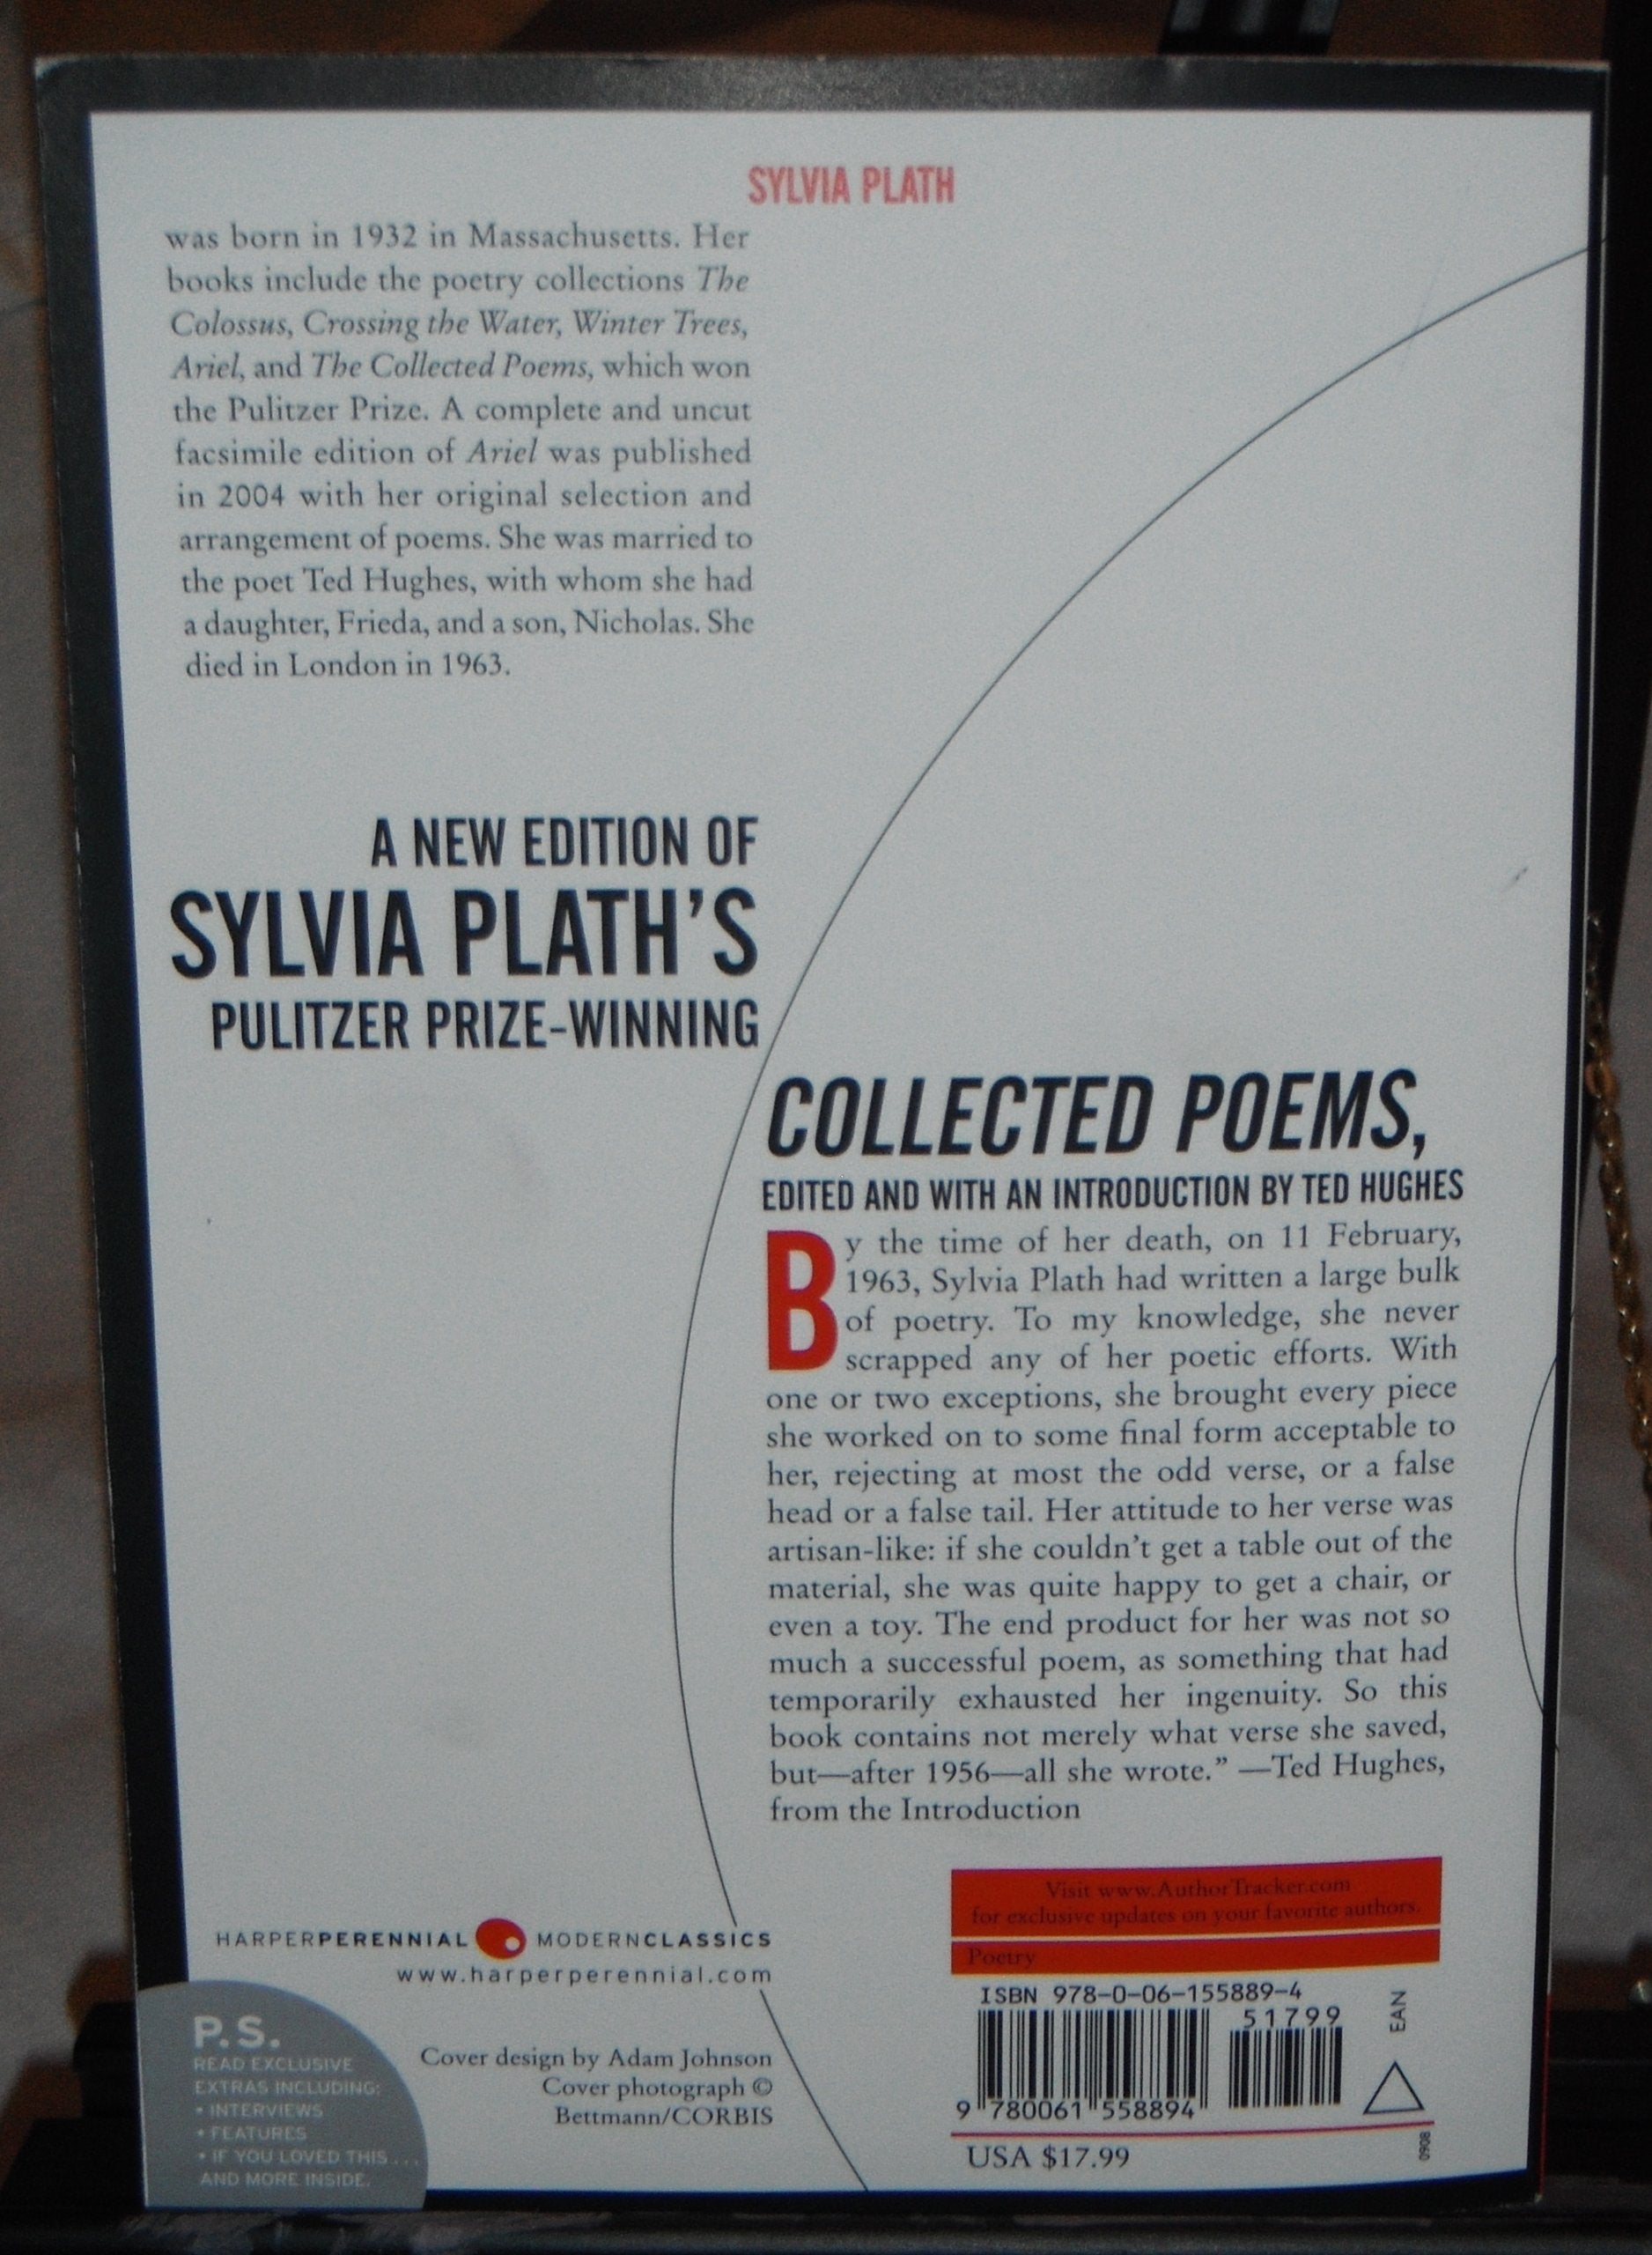 SYLVIA PLATH
was born in 1932 in Massachusetts. Her
books include the poetry collections The
Colossus, Crossing the Water, Winter Trees,
Ariel, and The Collected Poems, which won
the Pulitzer Prize. A complete and uncut
facsimile edition of Ariel was published
in 2004 with her original selection and
arrangement of poems. She was married to
the poet Ted Hughes, with whom she had
a daughter, Frieda, and a son, Nicholas. She
died in London in 1963.
A NEW EDITION OF
SYLVIA PLATH'S
PULITZER PRIZE-WINNING
COLLECTED POEMS,
EDITED AND WITH AN INTRODUCTION BY TED HUGHES
By the time of her death, on 11 February,
1963, Sylvia Plath had written a large bulk
of poetry. To my knowledge, she never
scrapped any of her poetic efforts. With
one or two exceptions, she brought every piece
she worked on to some final form acceptable to
her, rejecting at most the odd verse, or a false
head or a false tail. Her attitude to her verse was
artisan-like: if she couldn't get a table out of the
material, she was quite happy to get a chair, or
even a toy. The end product for her was not so
much a successful poem, as something that had
temporarily exhausted her ingenuity. So this
book contains not merely what verse she saved,
but—after 1956—all she wrote.” —Ted Hughes,
from the Introduction
HARPERPERENNIAL MODERNCLASSICS
www.harperperennial.com
P.S.
READ EXCLUSIVE
EXTRAS INCLUDING:
• INTERVIEWS
• FEATURES
• IF YOU LOVED THIS . . .
AND MORE INSIDE.
Cover design by Adam Johnson
Cover photograph ©
Bettmann/CORBIS
Visit www.AuthorTracker.com
for exclusive updates on your favorite authors.
Poetry
ISBN 978-0-06-155889-4
51799
EAN
9 780061 558894
USA $17.99
0908